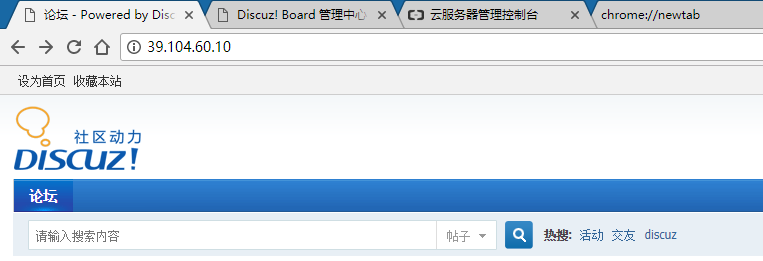 论坛 - Powered by Disc
Discuz! Board 管理中心
云服务器管理控制台
chrome://newtab
39.104.60.10
设为首页 收藏本站
社区动力
DISCUZ!
论坛
请输入搜索内容 帖子 热搜: 活动 交友 discuz